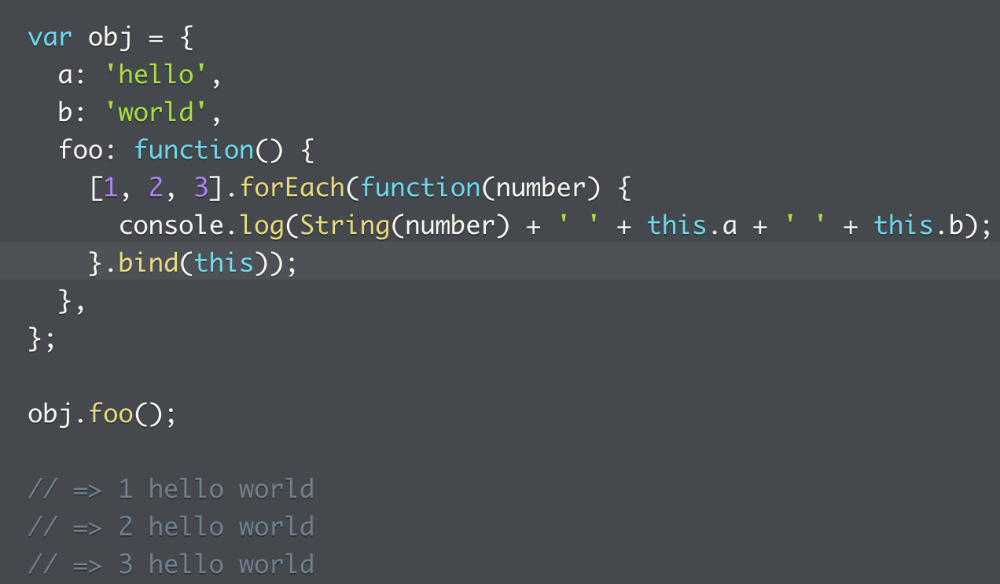 var obj = {
  a: 'hello',
  b: 'world',
  foo: function() {
    [1, 2, 3].forEach(function(number) {
      console.log(String(number) + ' ' + this.a + ' ' + this.b);
    }.bind(this));
  },
};

obj.foo();

// => 1 hello world
// => 2 hello world
// => 3 hello world